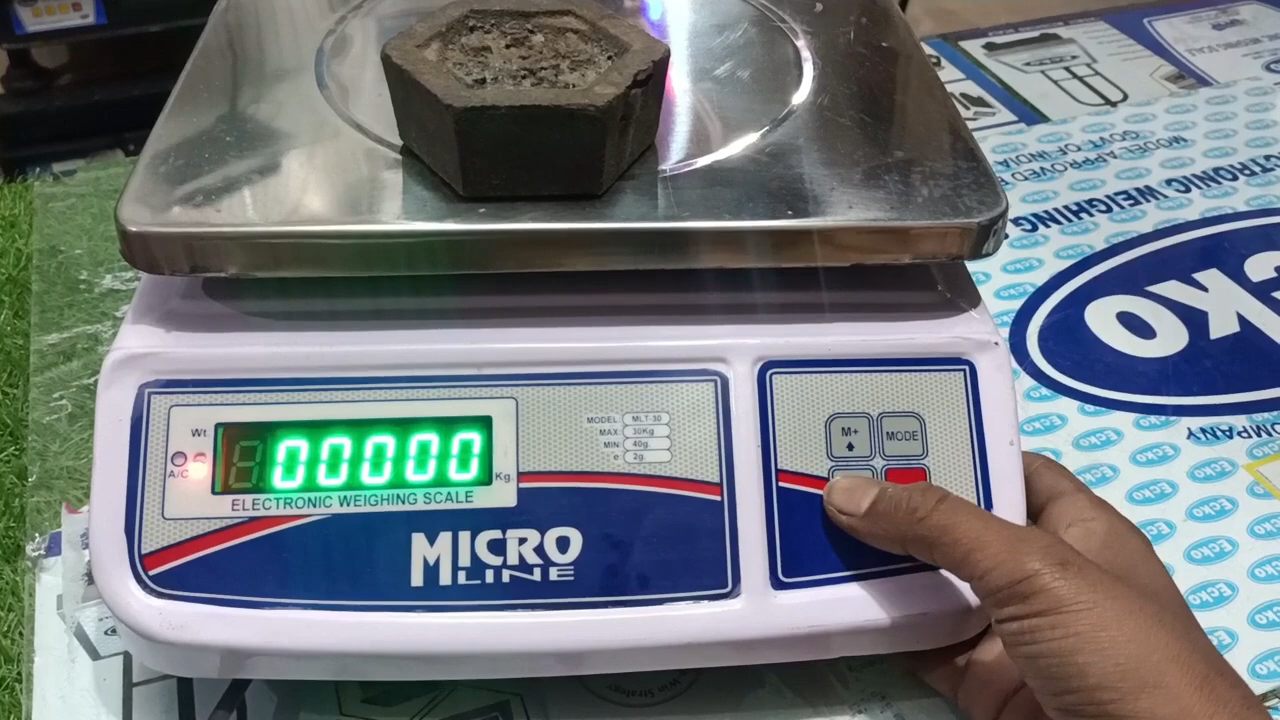 Wt
A/C
00000
Kg.
ELECTRONIC WEIGHING SCALE
MICRO
LINE
MODEL: MLT-30
MAX: 30Kg
MIN: 40g.
e 2g.
M+
MODE
MODEL APPROVED
GOVT OF INDIA
WEIGHING
Ecko
COMPANY